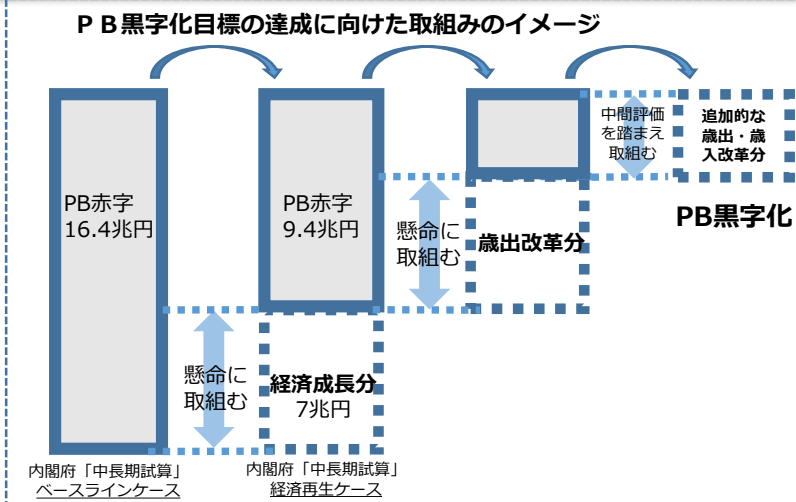 ＰＢ黒字化目標の達成に向けた取組みのイメージ
PB赤字
16.4兆円
内閣府「中長期試算」
ベースラインケース
懸命に
取組む
PB赤字
9.4兆円
経済成長分
7兆円
内閣府「中長期試算」
経済再生ケース
懸命に
取組む
歳出改革分
中間評価
を踏まえ
取組む
追加的な
歳出・歳
入改革分
PB黒字化